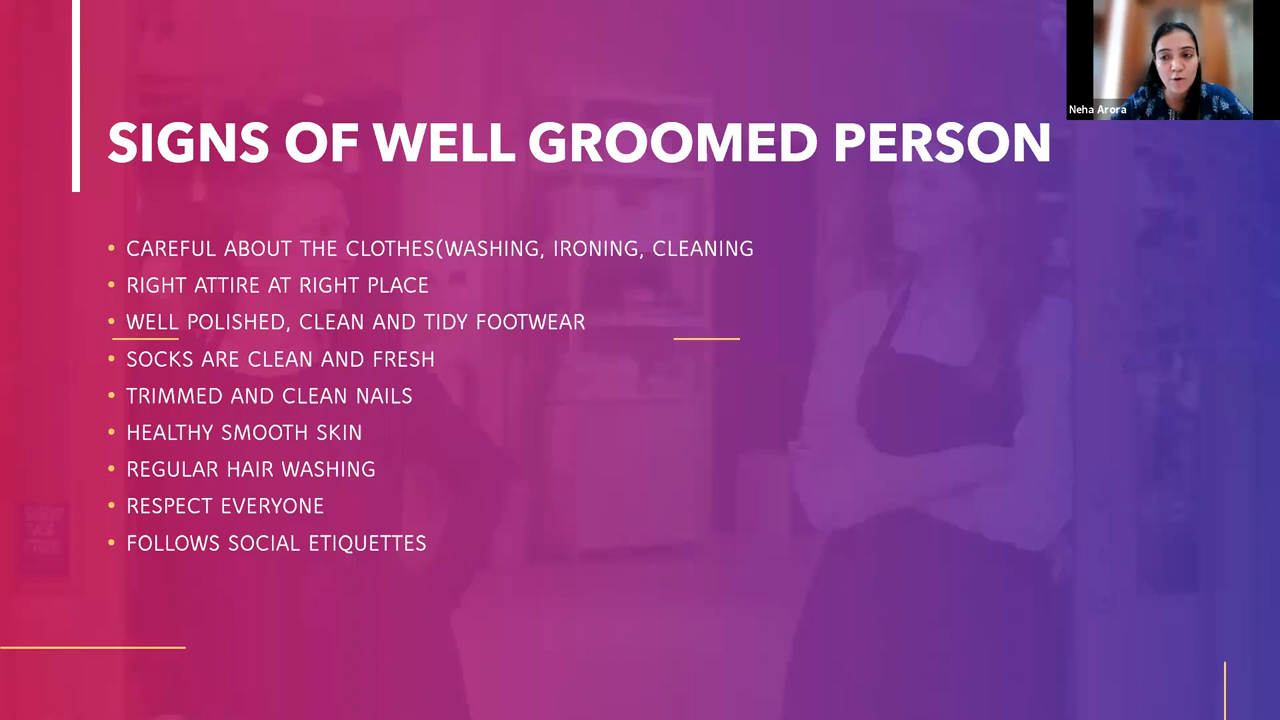 Neha Arora
SIGNS OF WELL GROOMED PERSON
• CAREFUL ABOUT THE CLOTHES(WASHING, IRONING, CLEANING
• RIGHT ATTIRE AT RIGHT PLACE
• WELL POLISHED, CLEAN AND TIDY FOOTWEAR
• SOCKS ARE CLEAN AND FRESH
• TRIMMED AND CLEAN NAILS
• HEALTHY SMOOTH SKIN
• REGULAR HAIR WASHING
• RESPECT EVERYONE
• FOLLOWS SOCIAL ETIQUETTES